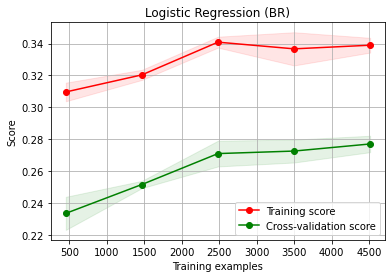 Logistic Regression (BR)
Score
0.34
0.32
0.30
0.28
0.26
0.24
0.22
Training score
Cross-validation score
500 1000 1500 2000 2500 3000 3500 4000 4500
Training examples